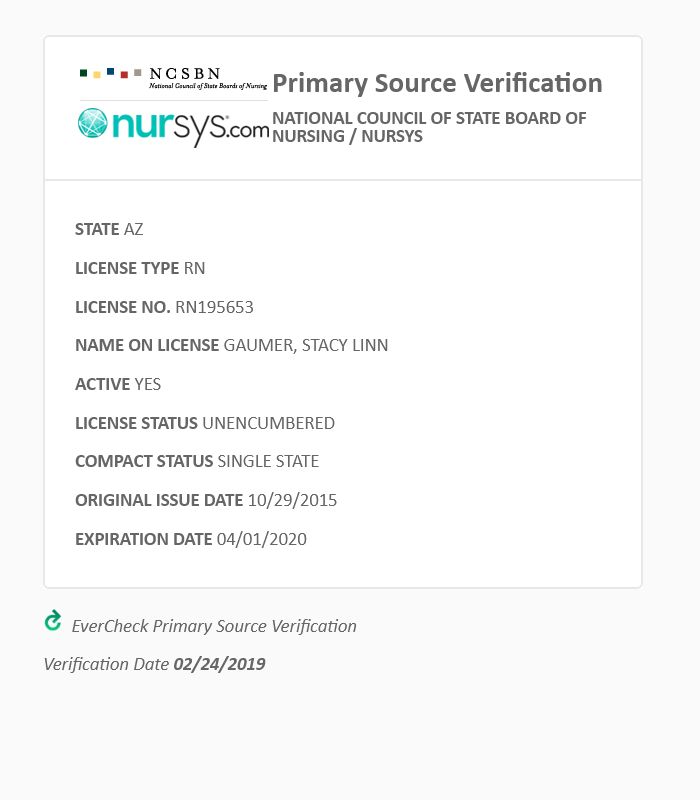 NCSBN
National Council of State Boards of Nursing
nursys.com
Primary Source Verification
NATIONAL COUNCIL OF STATE BOARD OF
NURSING / NURSYS
STATE AZ
LICENSE TYPE RN
LICENSE NO. RN195653
NAME ON LICENSE GAUMER, STACY LINN
ACTIVE YES
LICENSE STATUS UNENCUMBERED
COMPACT STATUS SINGLE STATE
ORIGINAL ISSUE DATE 10/29/2015
EXPIRATION DATE 04/01/2020
EverCheck Primary Source Verification
Verification Date 02/24/2019